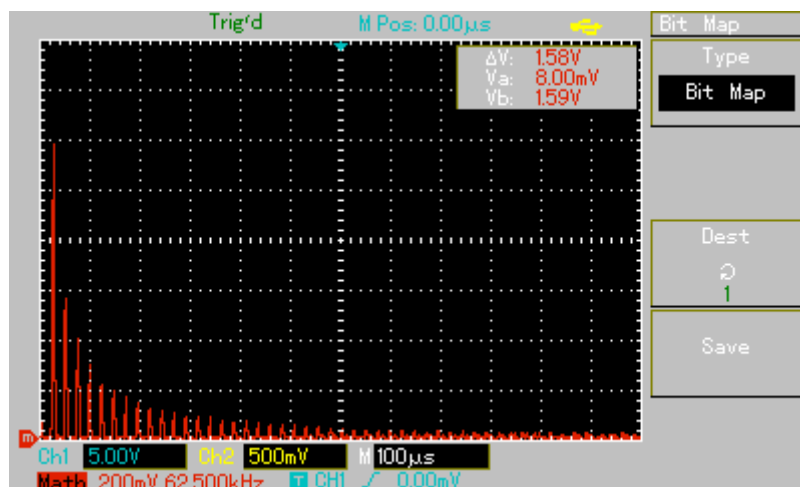 Trig'd M Pos: 0.00μs Bit Map
ΔV: 1.58V
Va: 8.00mV
Vb: 1.59V
Type
Bit Map
Dest
1
Save
m
Ch1 5.00V Ch2 500mV M 100μs
Math 200mV 62.500kHz T CH1 0.00mV